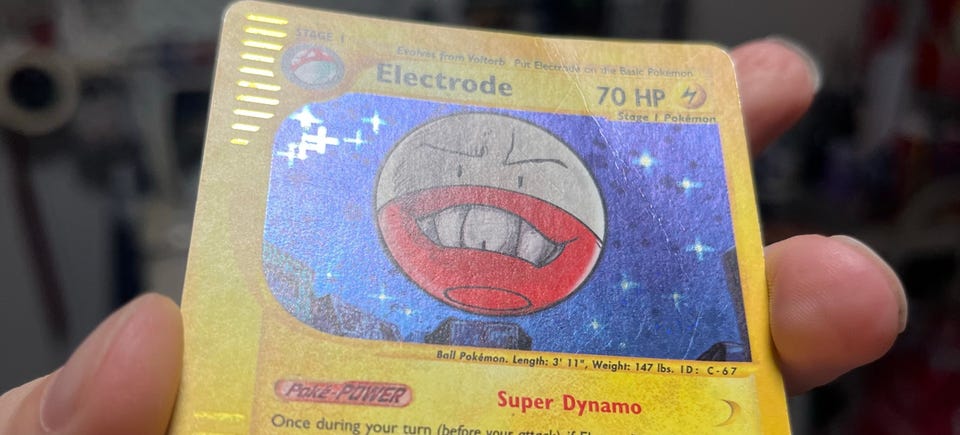 STAGE 1
Evolves from Voltorb Put Electrode on the Basic Pokémon
Electrode 70 HP
Stage 1 Pokémon
Ball Pokémon. Length: 3' 11", Weight: 147 lbs. ID: C-67
POKé-POWER Super Dynamo
Once during your turn (before your attack) if